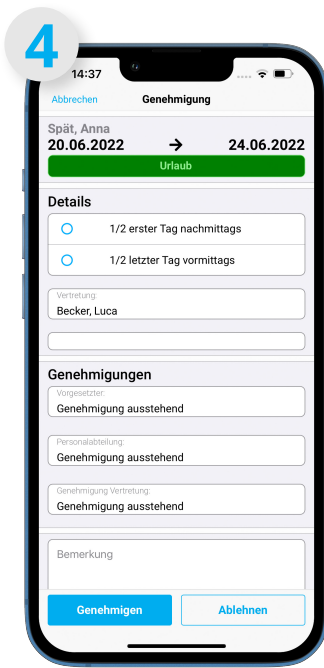 4
14:37
Abbrechen Genehmigung
Spät, Anna
20.06.2022 → 24.06.2022
Urlaub
Details
1/2 erster Tag nachmittags
1/2 letzter Tag vormittags
Vertretung:
Becker, Luca
Genehmigungen
Vorgesetzter:
Genehmigung ausstehend
Personalabteilung:
Genehmigung ausstehend
Genehmigung Vertretung:
Genehmigung ausstehend
Bemerkung
Genehmigen Ablehnen